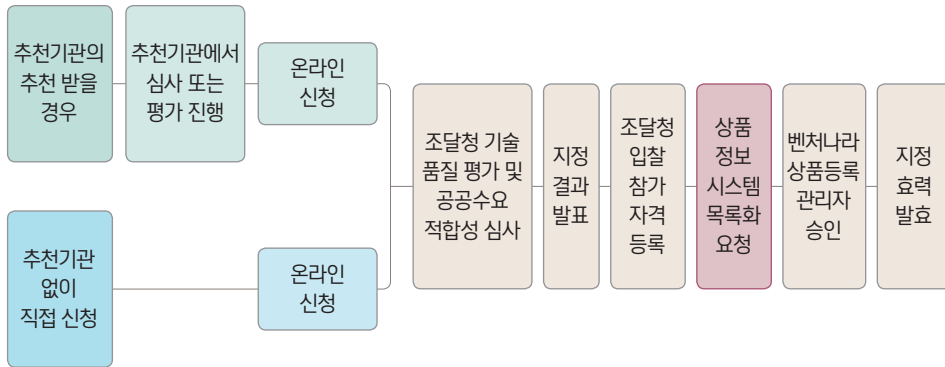 추천기관의
추천 받을
경우
추천기관에서
심사 또는
평가 진행
온라인
신청
추천기관
없이
직접 신청
온라인
신청
조달청 기술
품질 평가 및
공공수요
적합성 심사
지정
결과
발표
조달청
입찰
참가
자격
등록
상품
정보
시스템
목록화
요청
벤처나라
상품등록
관리자
승인
지정
효력
발효